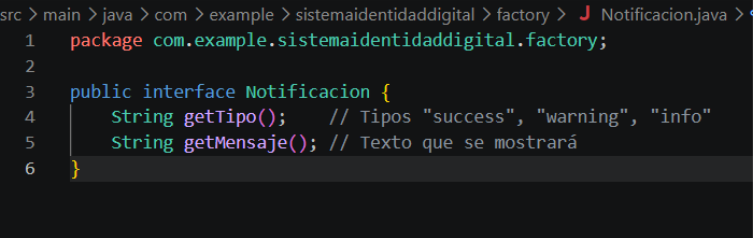 src > main > java > com > example > sistemaidentidaddigital > factory > J Notificacion.java >
1 package com.example.sistemaidentidaddigital.factory;
2
3 public interface Notificacion {
4 String getTipo(); // Tipos "success", "warning", "info"
5 String getMensaje(); // Texto que se mostrará
6 }